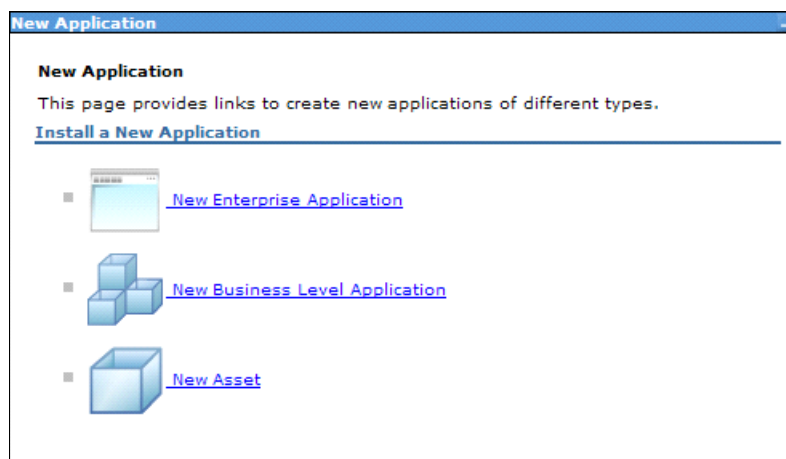 New Application
New Application
This page provides links to create new applications of different types.
Install a New Application
New Enterprise Application
New Business Level Application
New Asset